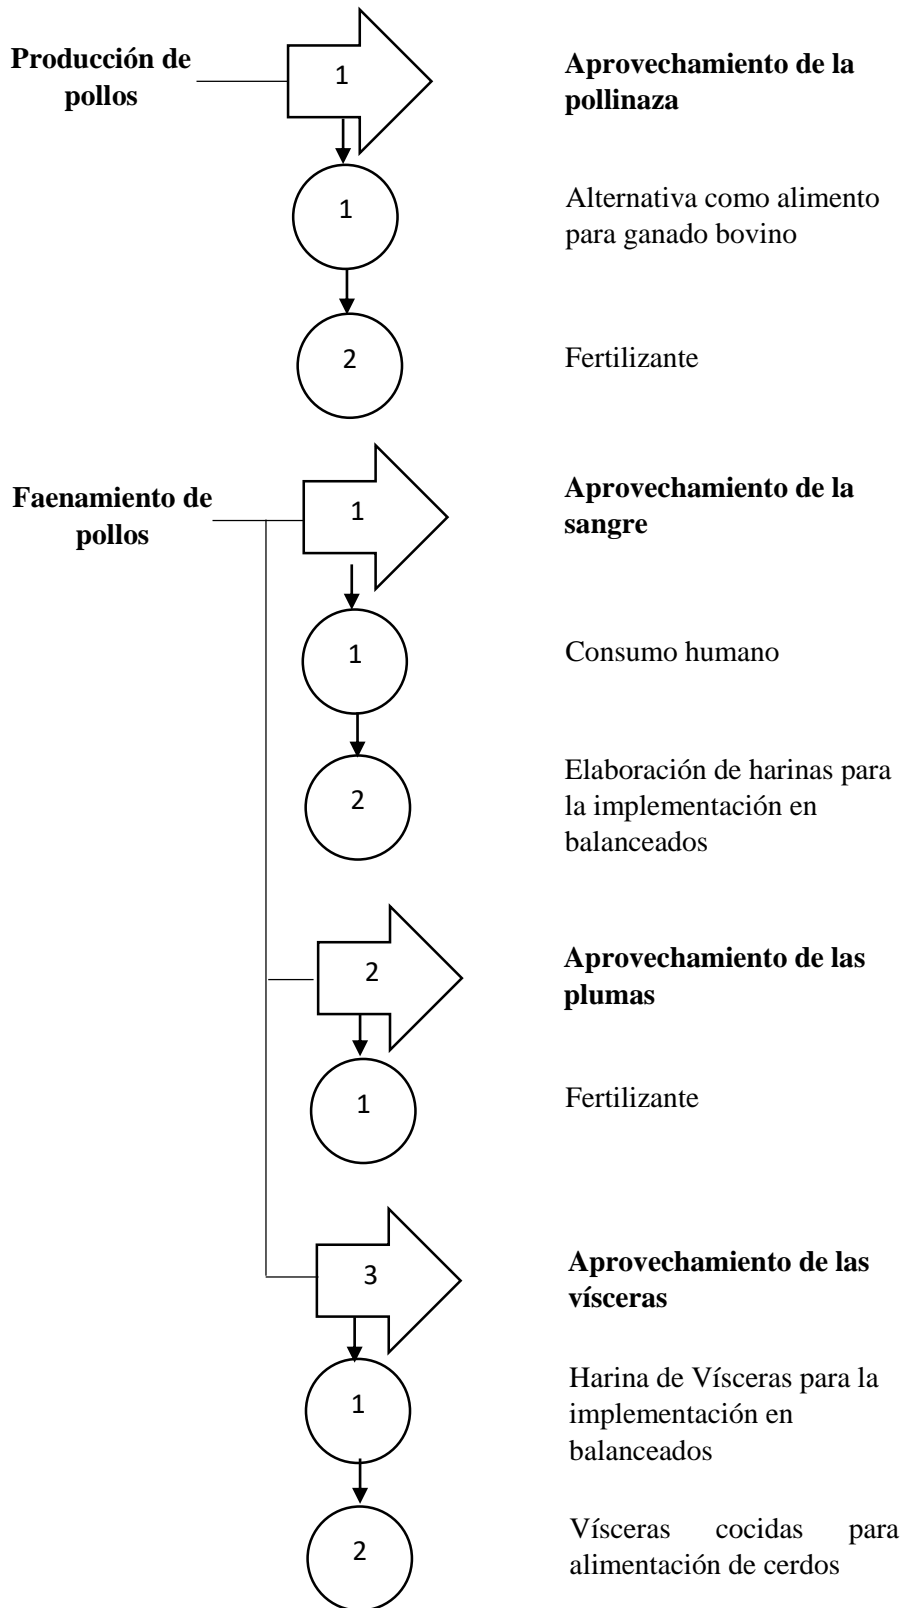 Producción de
pollos
1
Aprovechamiento de la
pollinaza
1
Alternativa como alimento
para ganado bovino
2
Fertilizante
Faenamiento de
pollos
1
Aprovechamiento de la
sangre
1
Consumo humano
2
Elaboración de harinas para
la implementación en
balanceados
2
Aprovechamiento de las
plumas
1
Fertilizante
3
Aprovechamiento de las
vísceras
1
Harina de Vísceras para la
implementación en
balanceados
2
Vísceras cocidas para
alimentación de cerdos